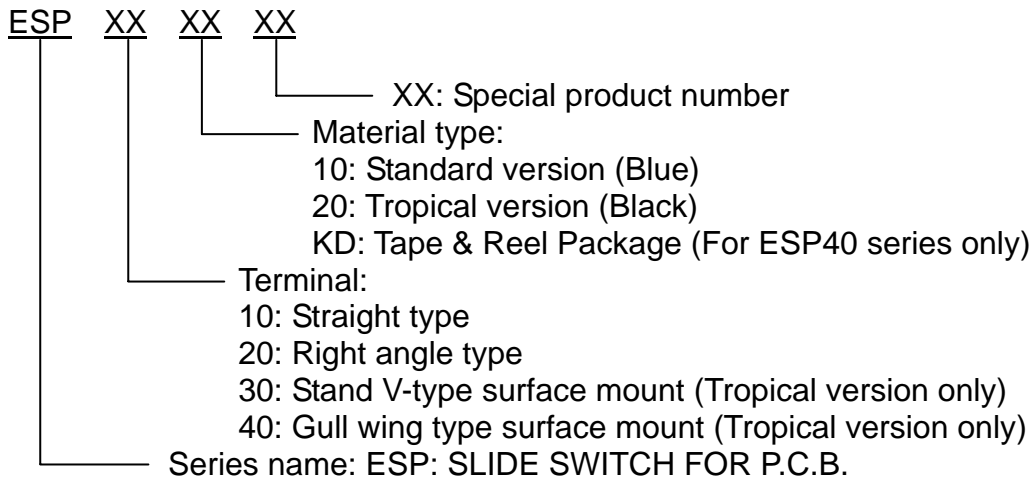 ESP XX XX XX
XX: Special product number
Material type:
10: Standard version (Blue)
20: Tropical version (Black)
KD: Tape & Reel Package (For ESP40 series only)
Terminal:
10: Straight type
20: Right angle type
30: Stand V-type surface mount (Tropical version only)
40: Gull wing type surface mount (Tropical version only)
Series name: ESP: SLIDE SWITCH FOR P.C.B.